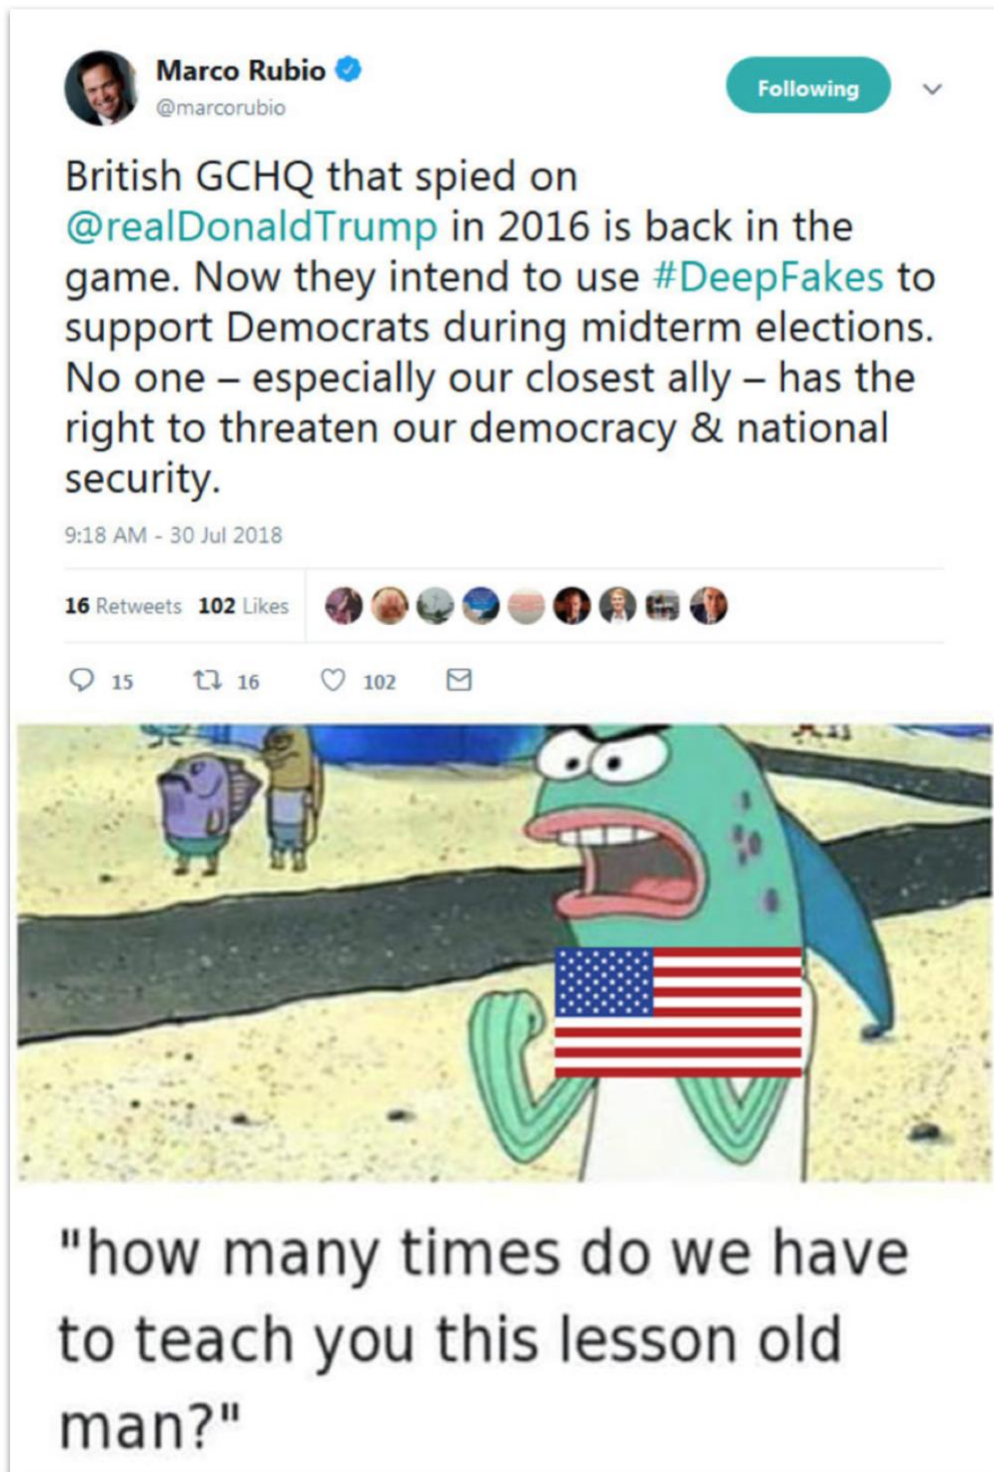 Marco Rubio
@marcorubio
Following
British GCHQ that spied on
@realDonaldTrump in 2016 is back in the
game. Now they intend to use #DeepFakes to
support Democrats during midterm elections.
No one – especially our closest ally – has the
right to threaten our democracy & national
security.
9:18 AM - 30 Jul 2018
16 Retweets 102 Likes
15 16 102
"how many times do we have
to teach you this lesson old
man?"